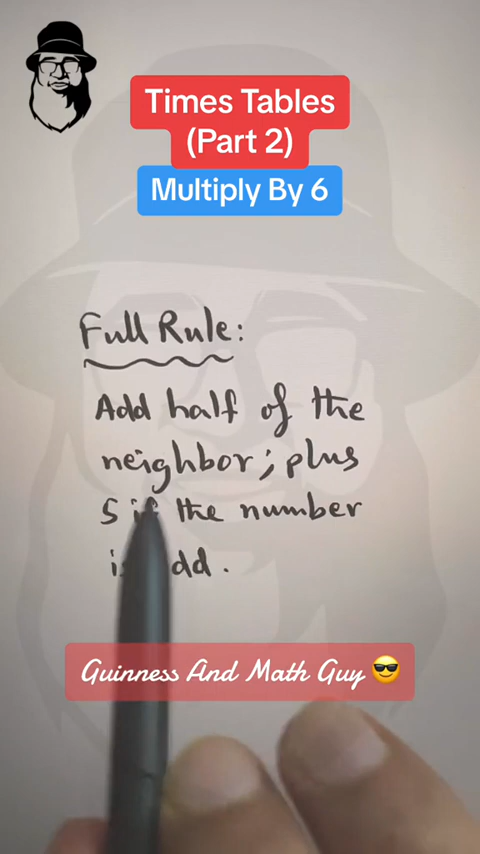 Times Tables
(Part 2)
Multiply By 6
Full Rule:
Add half of the
neighbor; plus
5 the number
Guinness And Math Guy 😎